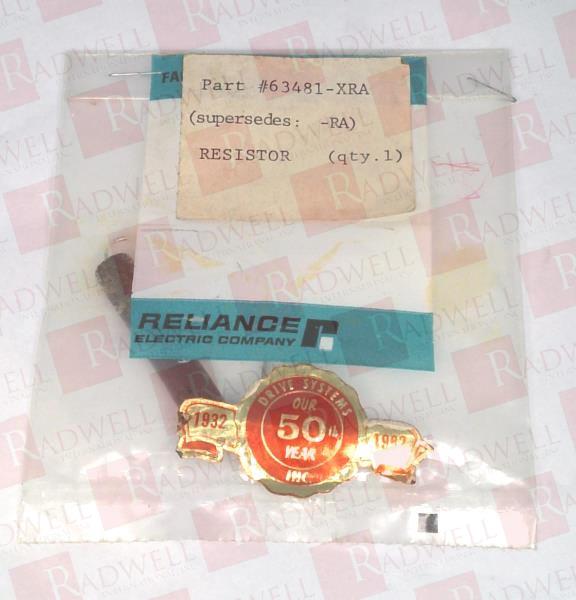 FA
Part #63481-XRA
(supersedes: -RA)
RESISTOR (qty.1)
RELIANCE
ELECTRIC COMPANY
DRIVE SYSTEMS
OUR
1932
50th
1982
YEAR
INC
RADWELL